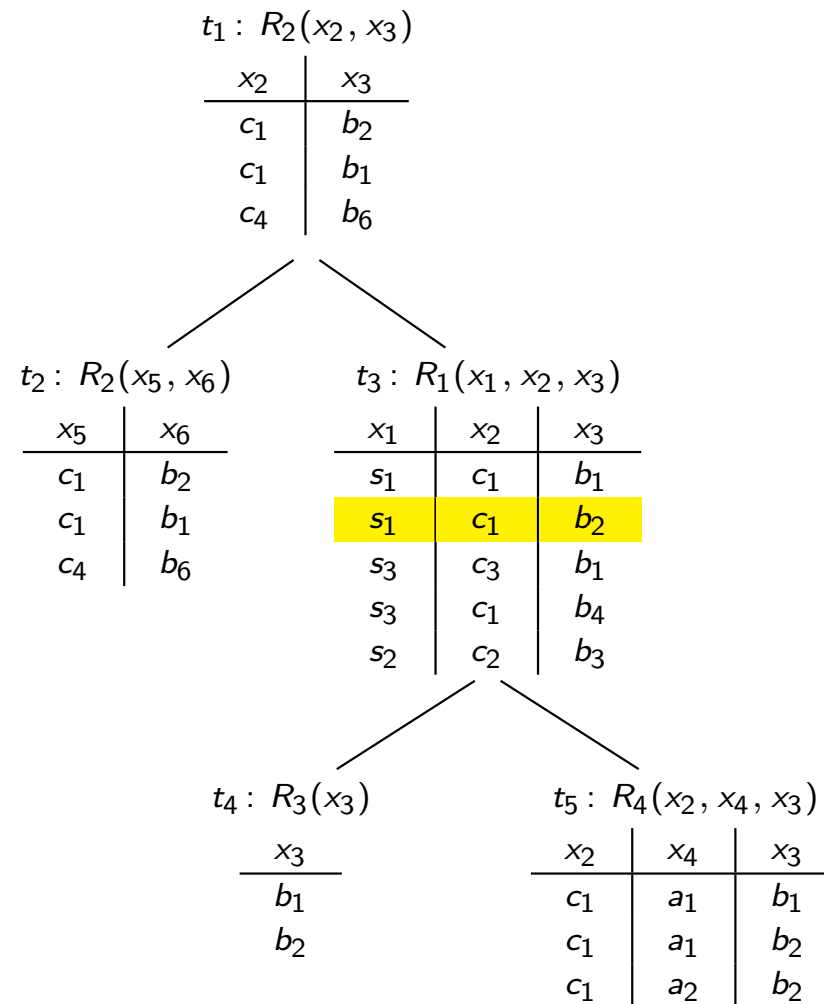 t₁: R₂(x₂, x₃)
x₂ x₃
c₁ b₂
c₁ b₁
c₄ b₆
t₂: R₂(x₅, x₆)
x₅ x₆
c₁ b₂
c₁ b₁
c₄ b₆
t₃: R₁(x₁, x₂, x₃)
x₁ x₂ x₃
s₁ c₁ b₁
s₁ c₁ b₂
s₃ c₃ b₁
s₃ c₁ b₄
s₂ c₂ b₃
t₄: R₃(x₃)
x₃
b₁
b₂
t₅: R₄(x₂, x₄, x₃)
x₂ x₄ x₃
c₁ a₁ b₁
c₁ a₁ b₂
c₁ a₂ b₂